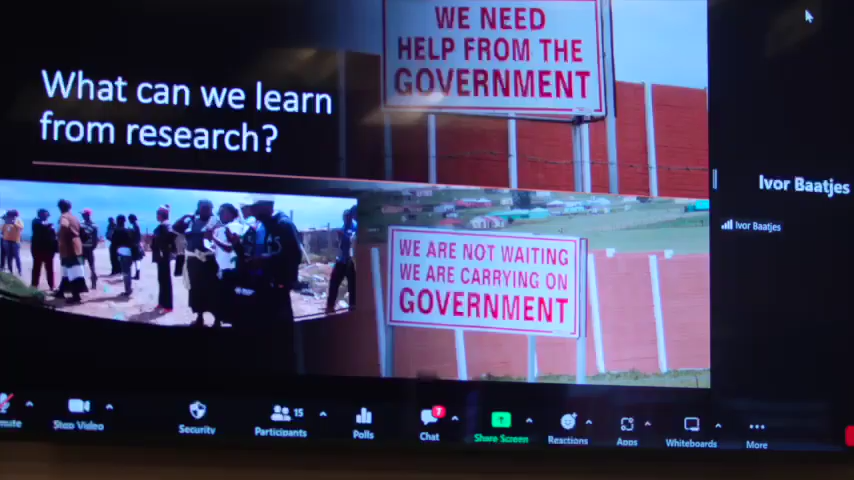 What can we learn
from research?
WE NEED
HELP FROM THE
GOVERNMENT
WE ARE NOT WAITING
WE ARE CARRYING ON
GOVERNMENT
Ivor Baatjes
Ivor Baatjes
Stop Video
Security
15
Participants
Polls
7
Chat
Share Screen
Reactions
Apps
Whiteboards
More